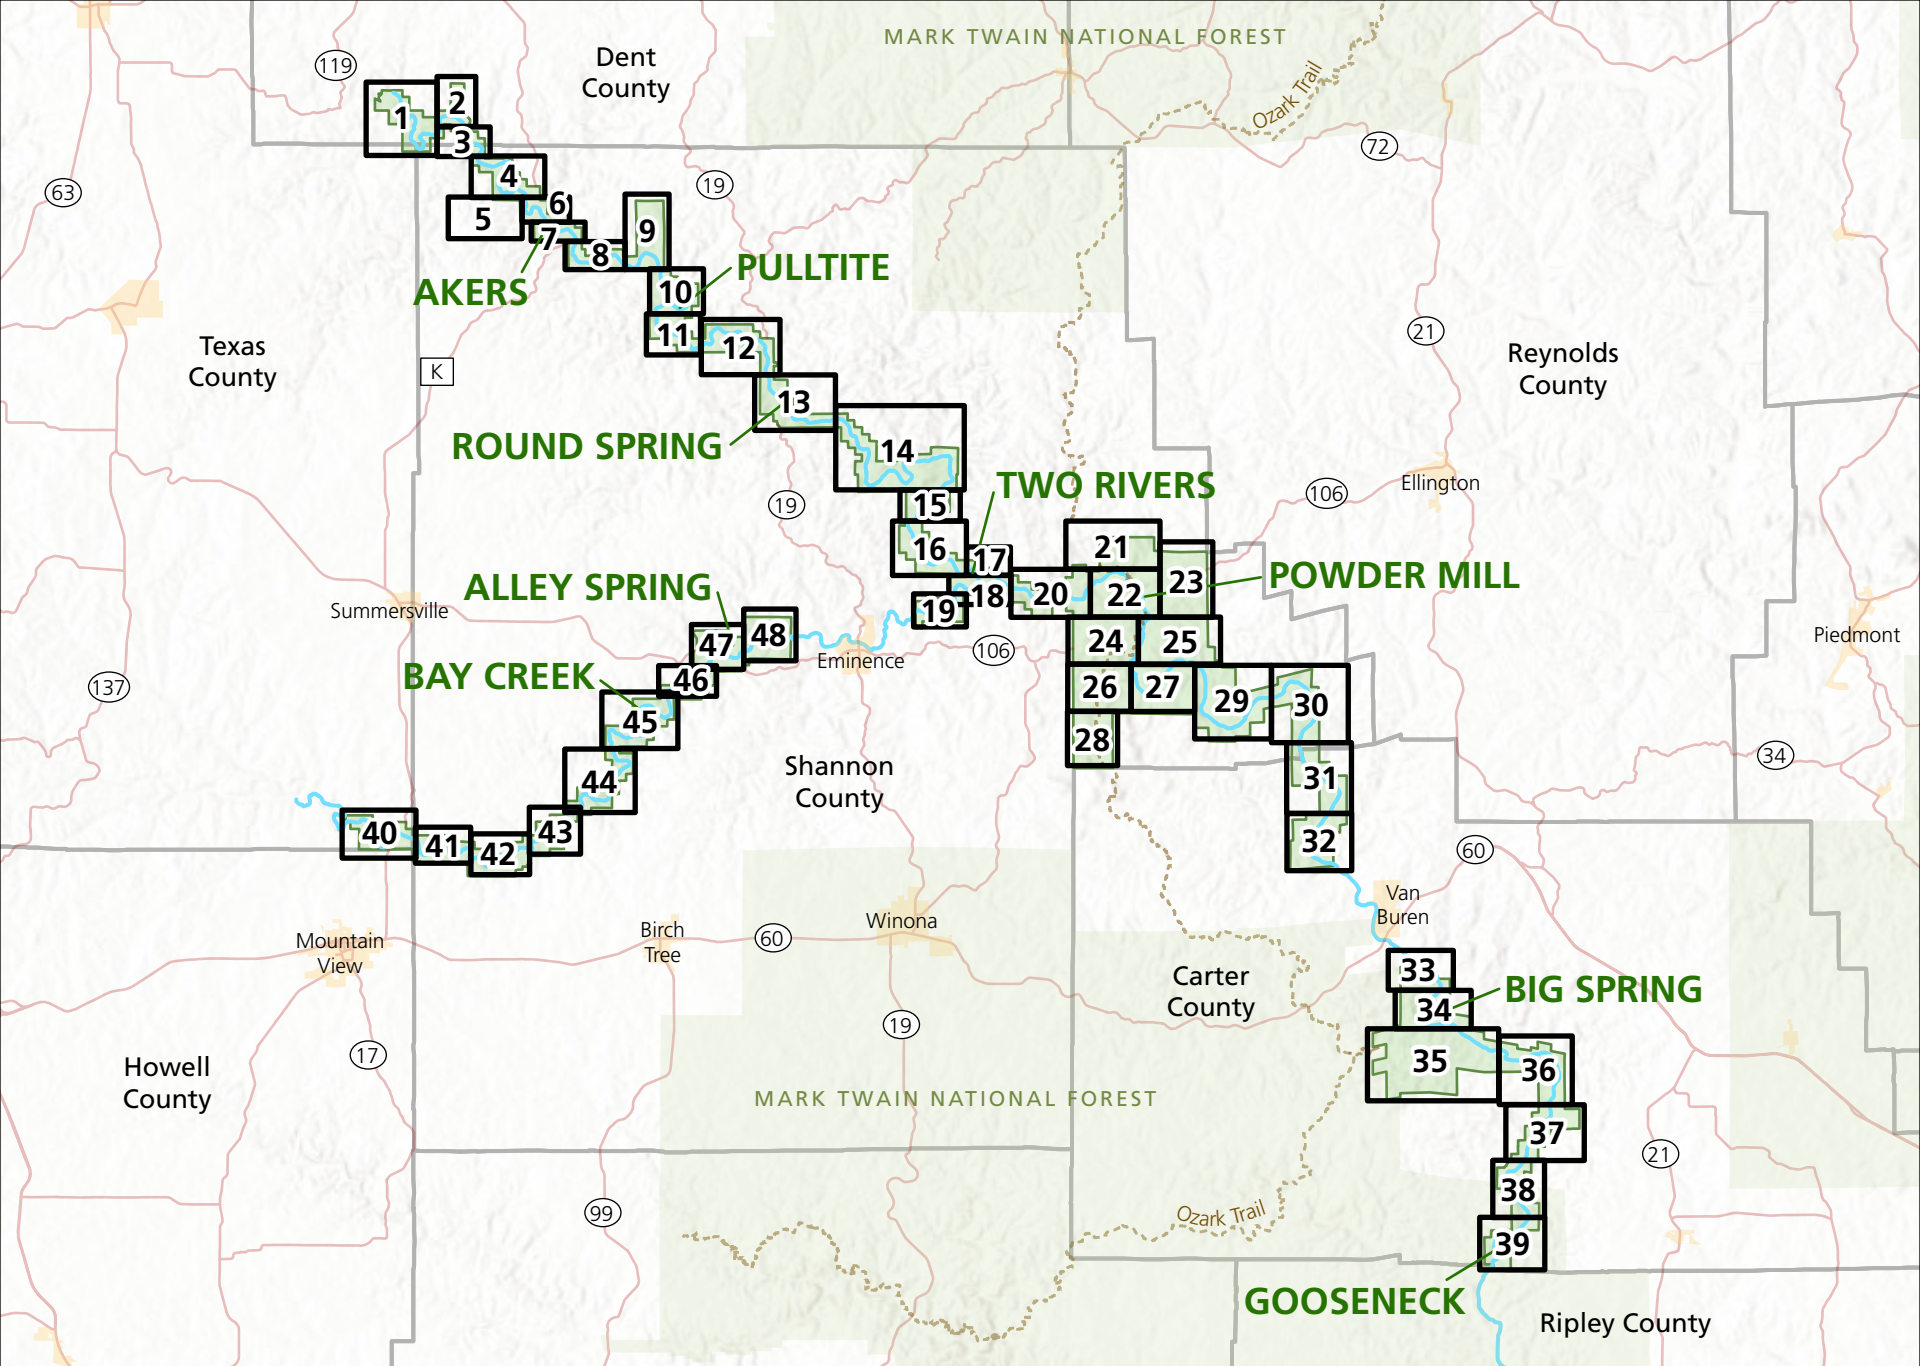 MARK TWAIN NATIONAL FOREST
Dent
County
119
Ozark Trail
1
2
3
72
4
63
19
5
6
7
8
9
AKERS
PULLTITE
10
11
12
21
Texas
County
K
Reynolds
County
13
ROUND SPRING
14
TWO RIVERS
Ellington
106
19
15
16
17
21
POWDER MILL
ALLEY SPRING
18
19
20
22
23
Summersville
47
48
Eminence
106
24
25
Piedmont
BAY CREEK
46
137
45
26
27
29
30
28
34
44
Shannon
County
31
40
41
42
43
32
60
Van
Buren
Mountain
View
Birch
Tree
60
Winona
Carter
County
33
BIG SPRING
34
19
17
Howell
County
35
36
MARK TWAIN NATIONAL FOREST
37
21
38
99
Ozark Trail
39
GOOSENECK
Ripley County